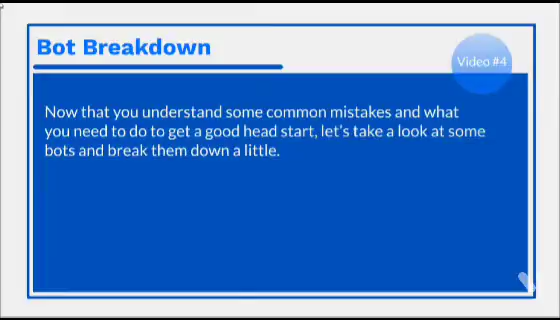 Bot Breakdown
Video #4
Now that you understand some common mistakes and what
you need to do to get a good head start, let's take a look at some
bots and break them down a little.